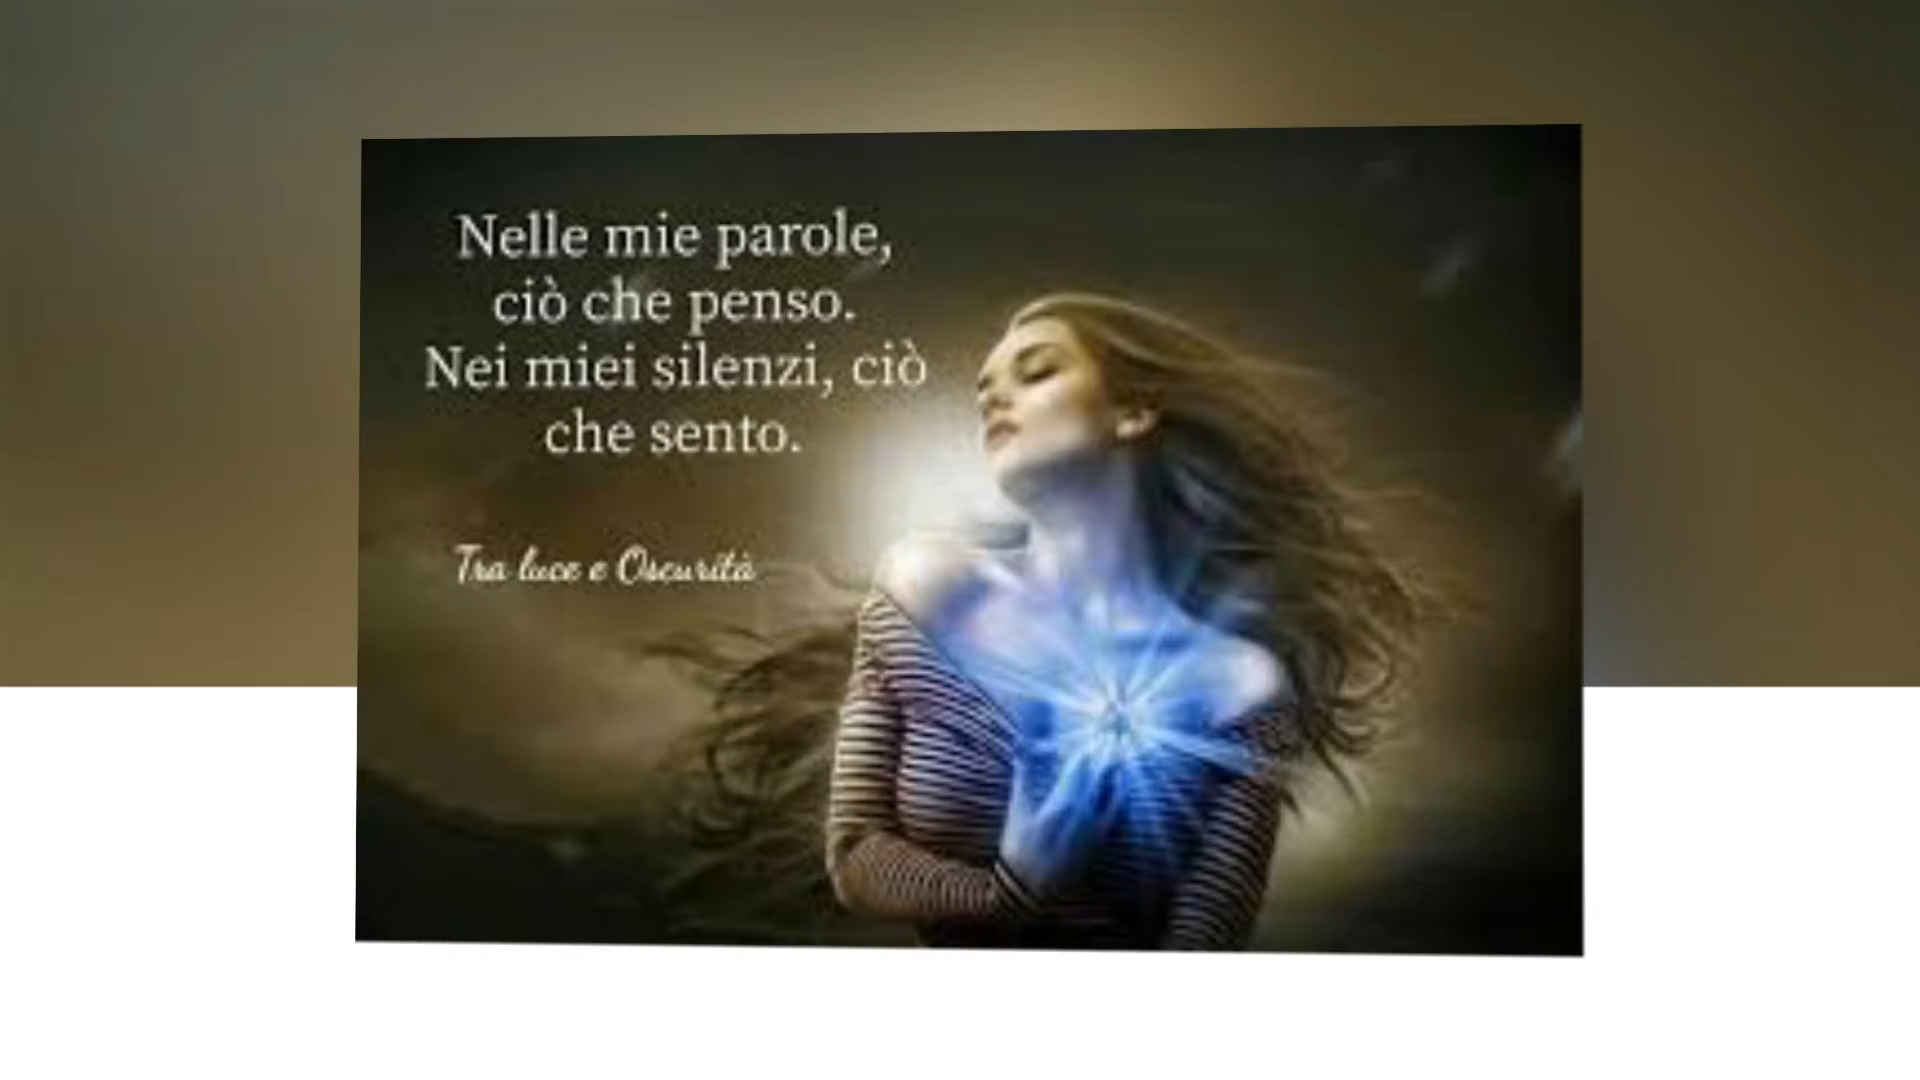 Nelle mie parole,
ciò che penso.
Nei miei silenzi, ciò
che sento.
Tra luce e Oscurità